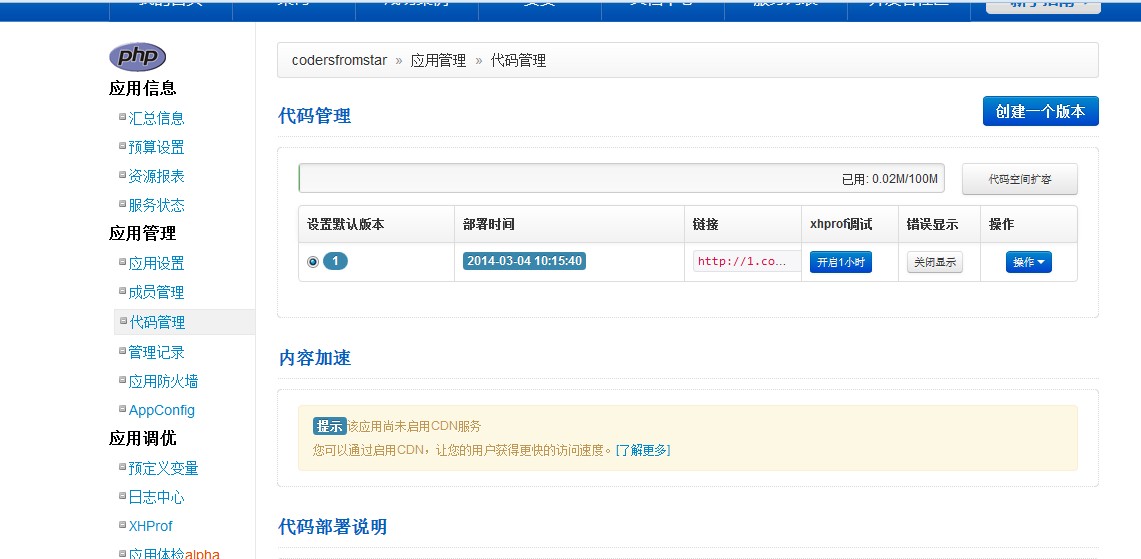 php
应用信息
汇总信息
预算设置
资源报表
服务状态
应用管理
应用设置
成员管理
代码管理
管理记录
应用防火墙
AppConfig
应用调优
预定义变量
日志中心
XHProf
应用体检alpha
codersfromstar » 应用管理 » 代码管理
代码管理
创建一个版本
已用: 0.02M/100M
代码空间扩容
设置默认版本 部署时间 链接 xhprof调试 错误显示 操作
1 2014-03-04 10:15:40 http://1.co... 开启1小时 关闭显示 操作
内容加速
提示 该应用尚未启用CDN服务
您可以通过启用CDN，让您的用户获得更快的访问速度。[了解更多]
代码部署说明